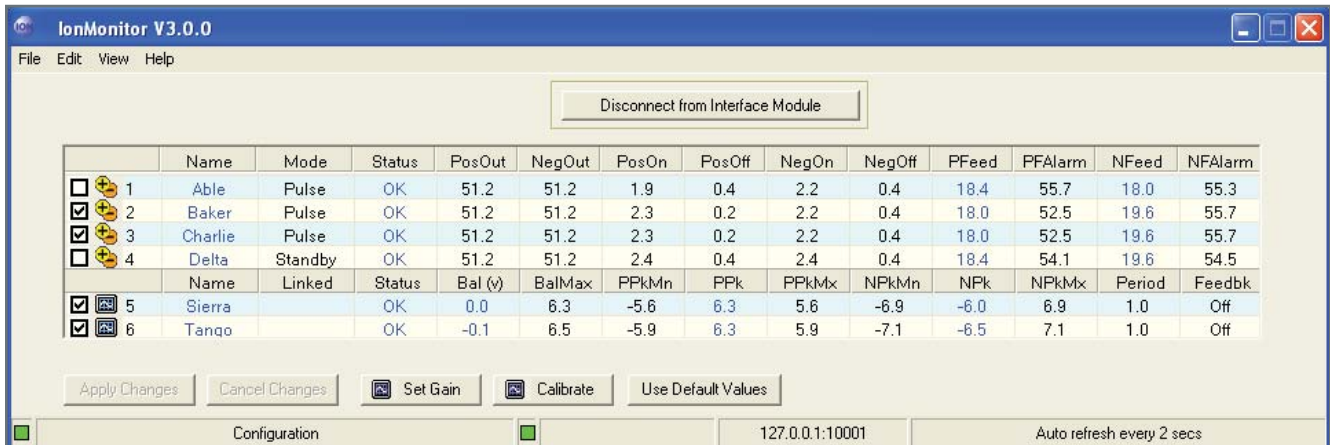 IonMonitor V3.0.0
File Edit View Help
Disconnect from Interface Module
Name Mode Status PosOut NegOut PosOn PosOff NegOn NegOff PFeed PFAlarm NFeed NFAlarm
1 Able Pulse OK 51.2 51.2 1.9 0.4 2.2 0.4 18.4 55.7 18.0 55.3
2 Baker Pulse OK 51.2 51.2 2.3 0.2 2.2 0.4 18.0 52.5 19.6 55.7
3 Charlie Pulse OK 51.2 51.2 2.3 0.2 2.2 0.4 18.0 52.5 19.6 55.7
4 Delta Standby OK 51.2 51.2 2.4 0.4 2.4 0.4 18.4 54.1 19.6 54.5
Name Linked Status Bal (v) BalMax PPkMn PPk PPkMx NPkMn NPk NPkMx Period Feedbk
5 Sierra OK 0.0 6.3 -5.6 6.3 5.6 -6.9 -6.0 6.9 1.0 Off
6 Tango OK -0.1 6.5 -5.9 6.3 5.9 -7.1 -6.5 7.1 1.0 Off
Apply Changes Cancel Changes Set Gain Calibrate Use Default Values
Configuration 127.0.0.1:10001 Auto refresh every 2 secs